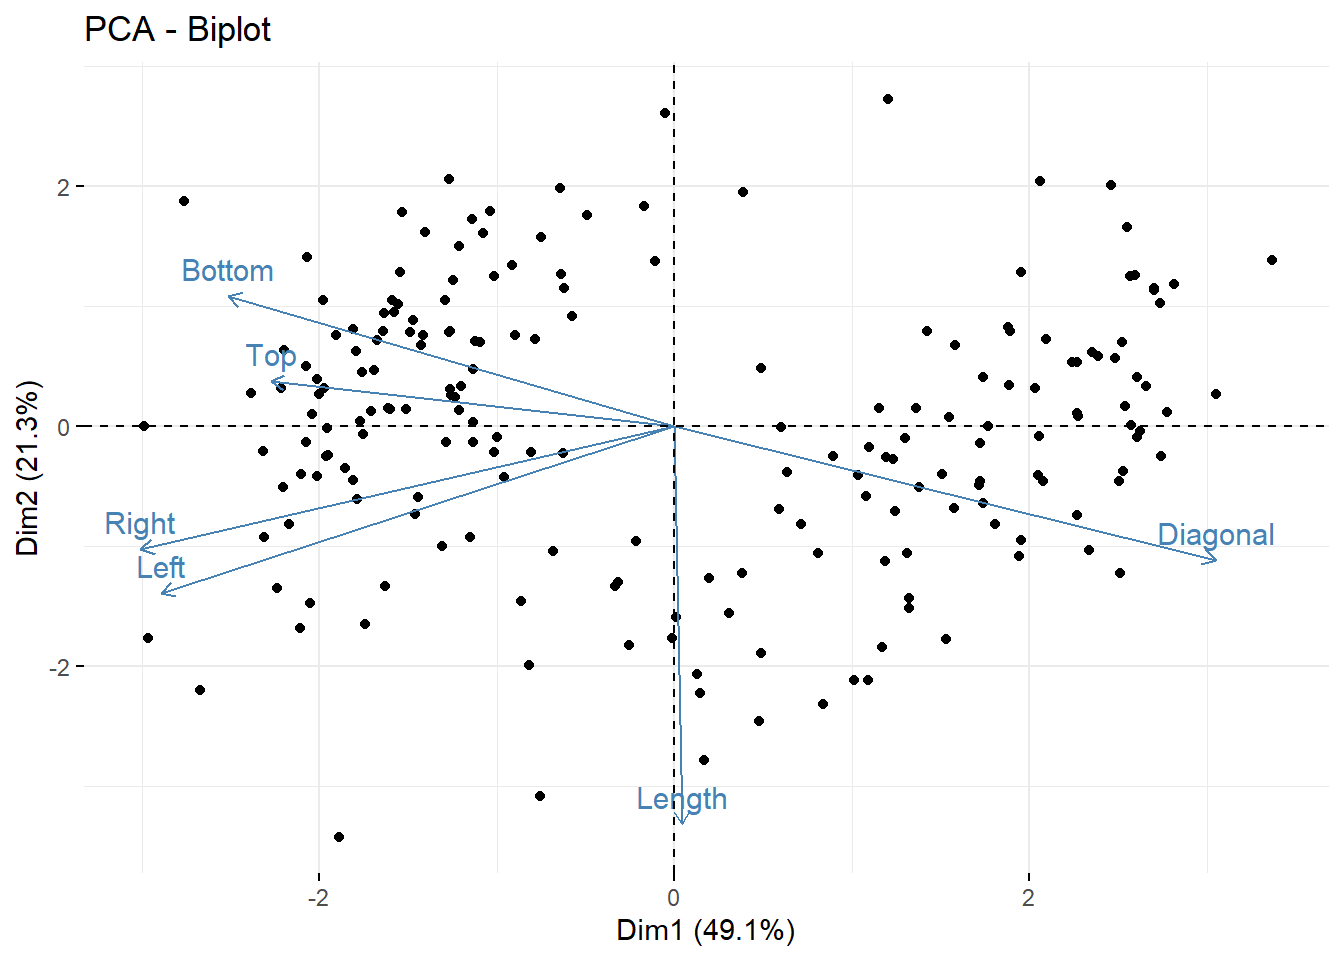 PCA - Biplot
2
Bottom
Top
Dim2 (21.3%)
0
Right
Left
Diagonal
-2
Length
-2
0
2
Dim1 (49.1%)